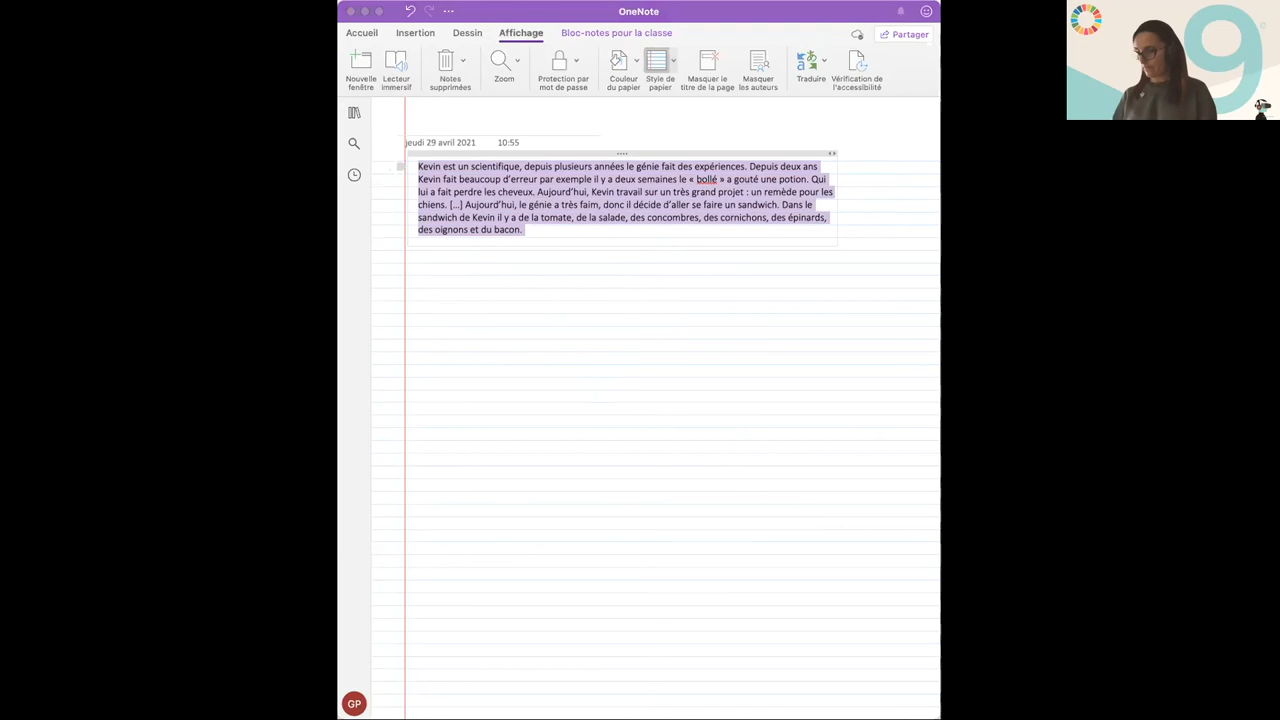 OneNote
Accueil Insertion Dessin Affichage Bloc-notes pour la classe Partager
Nouvelle fenêtre
Lecteur immersif
Notes supprimées
Zoom
Protection par mot de passe
Couleur du papier
Style de papier
Masquer le titre de la page
Masquer les auteurs
Traduire
Vérification de l'accessibilité
jeudi 29 avril 2021 10:55
Kevin est un scientifique, depuis plusieurs années le génie fait des expériences. Depuis deux ans
Kevin fait beaucoup d'erreur par exemple il y a deux semaines le « bollé » a gouté une potion. Qui
lui a fait perdre les cheveux. Aujourd'hui, Kevin travail sur un très grand projet : un remède pour les
chiens. […] Aujourd'hui, le génie a très faim, donc il décide d'aller se faire un sandwich. Dans le
sandwich de Kevin il y a de la tomate, de la salade, des concombres, des cornichons, des épinards,
des oignons et du bacon.
GP
9